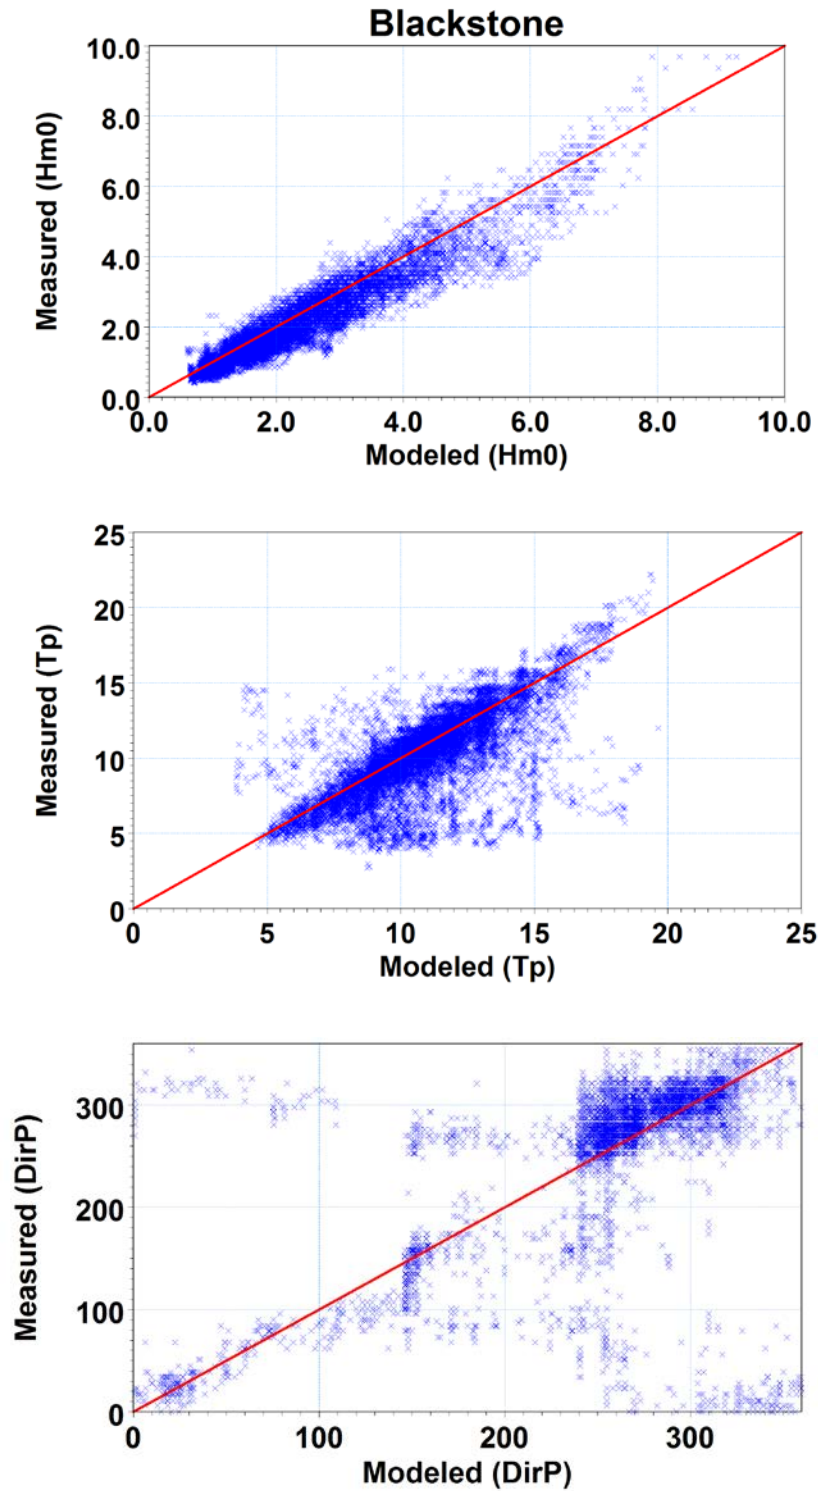 Blackstone
10.0
8.0
6.0
4.0
2.0
0.0
Measured (Hm0)
0.0 2.0 4.0 6.0 8.0 10.0
Modeled (Hm0)
25
20
15
10
5
0
Measured (Tp)
0 5 10 15 20 25
Modeled (Tp)
300
200
100
0
Measured (DirP)
0 100 200 300
Modeled (DirP)